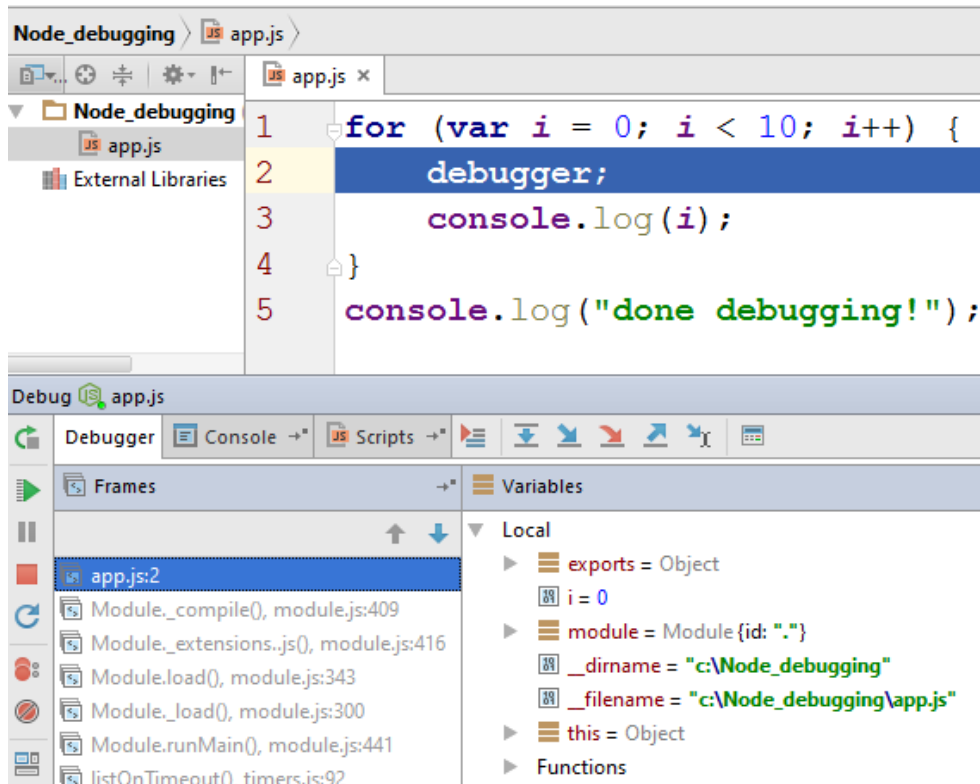 Node_debugging app.js
app.js
Node_debugging
app.js
External Libraries
1 for (var i = 0; i < 10; i++) {
2 debugger;
3 console.log(i);
4 }
5 console.log("done debugging!");
Debug app.js
Debugger Console Scripts
Frames
app.js:2
Module._compile(), module.js:409
Module._extensions..js(), module.js:416
Module.load(), module.js:343
Module._load(), module.js:300
Module.runMain(), module.js:441
listOnTimeout(), timers.js:92
Variables
Local
exports = Object
i = 0
module = Module {id: "."}
__dirname = "c:\Node_debugging"
__filename = "c:\Node_debugging\app.js"
this = Object
Functions